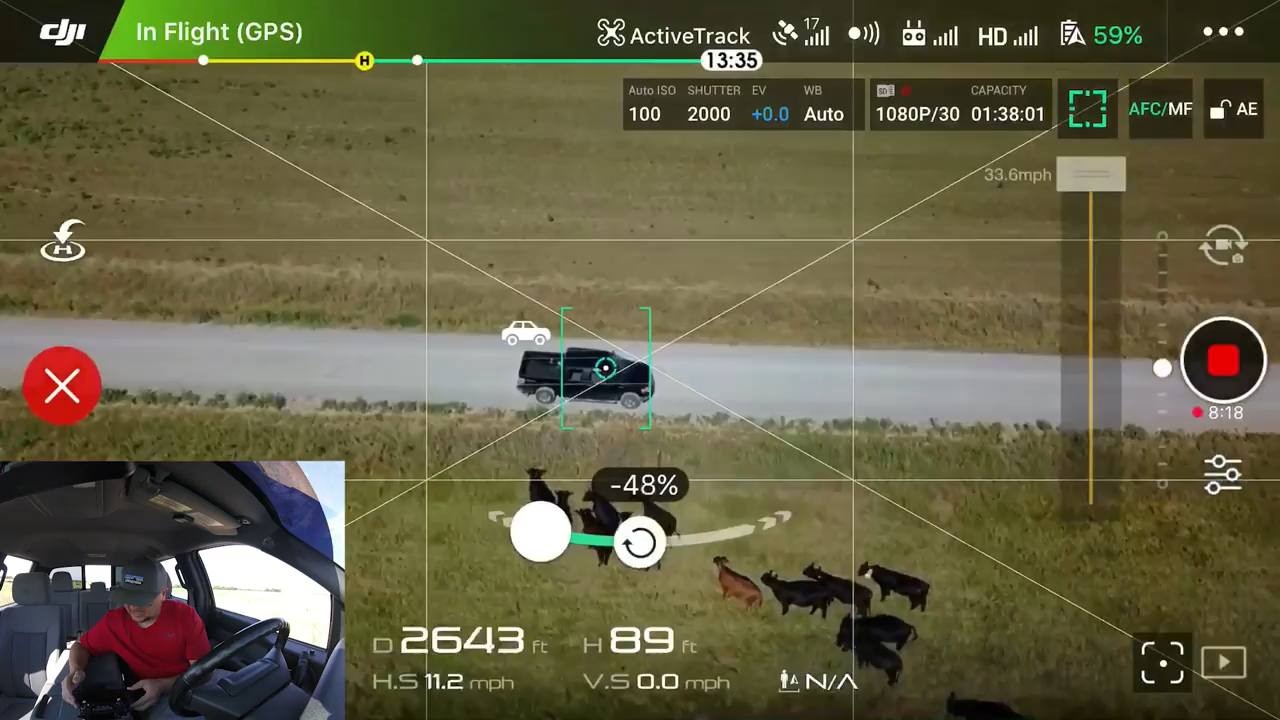 dji In Flight (GPS) ActiveTrack 17 HD 59%
H 13:35
Auto ISO SHUTTER EV WB CAPACITY
100 2000 +0.0 Auto 1080P/30 01:38:01 AFC/MF AE
33.6mph
H
8:18
-48%
D 2643 ft H 89 ft
H.S 11.2 mph V.S 0.0 mph N/A